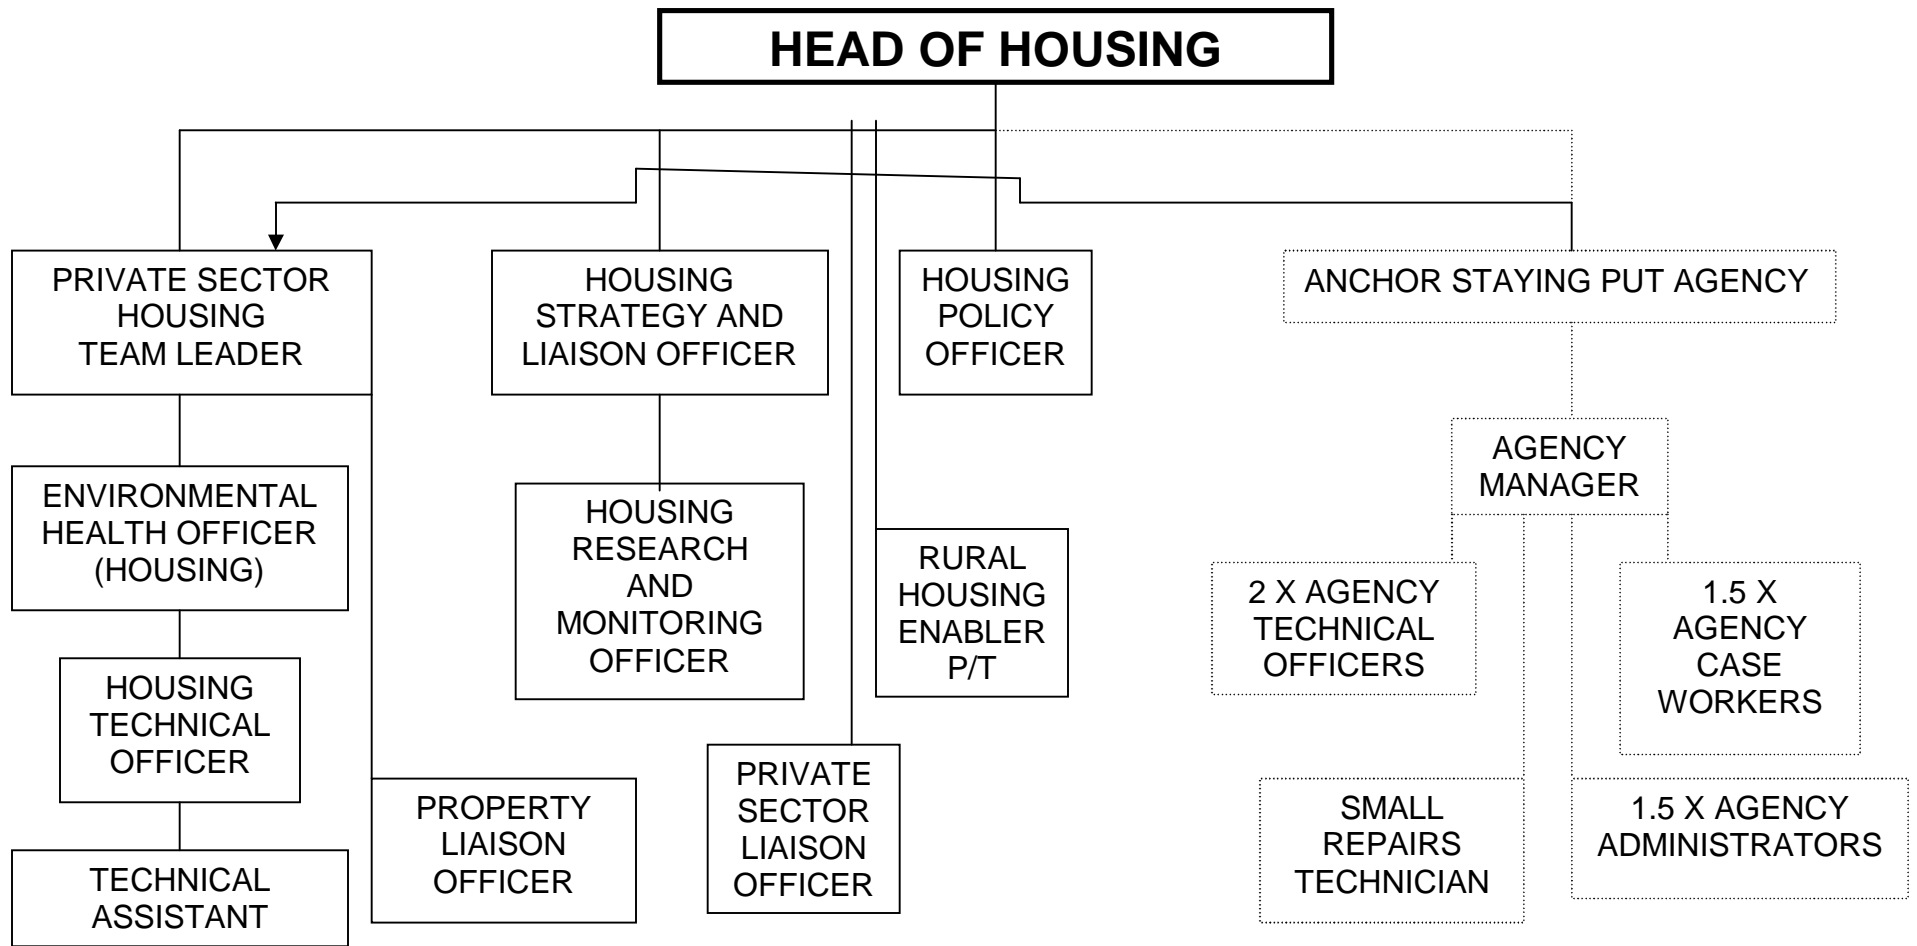 HEAD OF HOUSING
PRIVATE SECTOR
HOUSING
TEAM LEADER
HOUSING
STRATEGY AND
LIAISON OFFICER
HOUSING
POLICY
OFFICER
ANCHOR STAYING PUT AGENCY
AGENCY
MANAGER
ENVIRONMENTAL
HEALTH OFFICER
(HOUSING)
HOUSING
RESEARCH
AND
MONITORING
OFFICER
RURAL
HOUSING
ENABLER
P/T
2 X AGENCY
TECHNICAL
OFFICERS
1.5 X
AGENCY
CASE
WORKERS
HOUSING
TECHNICAL
OFFICER
PROPERTY
LIAISON
OFFICER
PRIVATE
SECTOR
LIAISON
OFFICER
SMALL
REPAIRS
TECHNICIAN
1.5 X AGENCY
ADMINISTRATORS
TECHNICAL
ASSISTANT